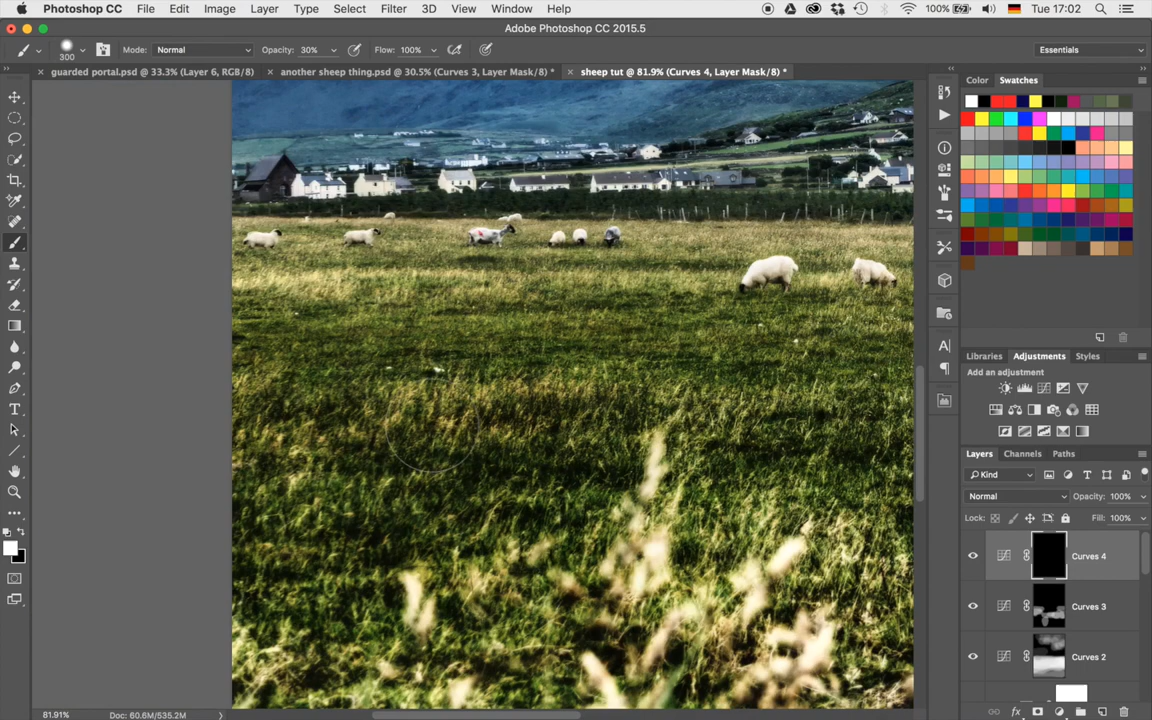 Photoshop CC File Edit Image Layer Type Select Filter 3D View Window Help 100% Tue 17:02
Adobe Photoshop CC 2015.5
300 Mode: Normal Opacity: 30% Flow: 100% Essentials
guarded portal.psd @ 33.3% (Layer 6, RGB/8) another sheep thing.psd @ 30.5% (Curves 3, Layer Mask/8) * sheep tut @ 81.9% (Curves 4, Layer Mask/8) *
Color Swatches
Libraries Adjustments Styles
Add an adjustment
Layers Channels Paths
Kind
Normal Opacity: 100%
Lock: Fill: 100%
Curves 4
Curves 3
Curves 2
81.91% Doc: 60.6M/535.2M